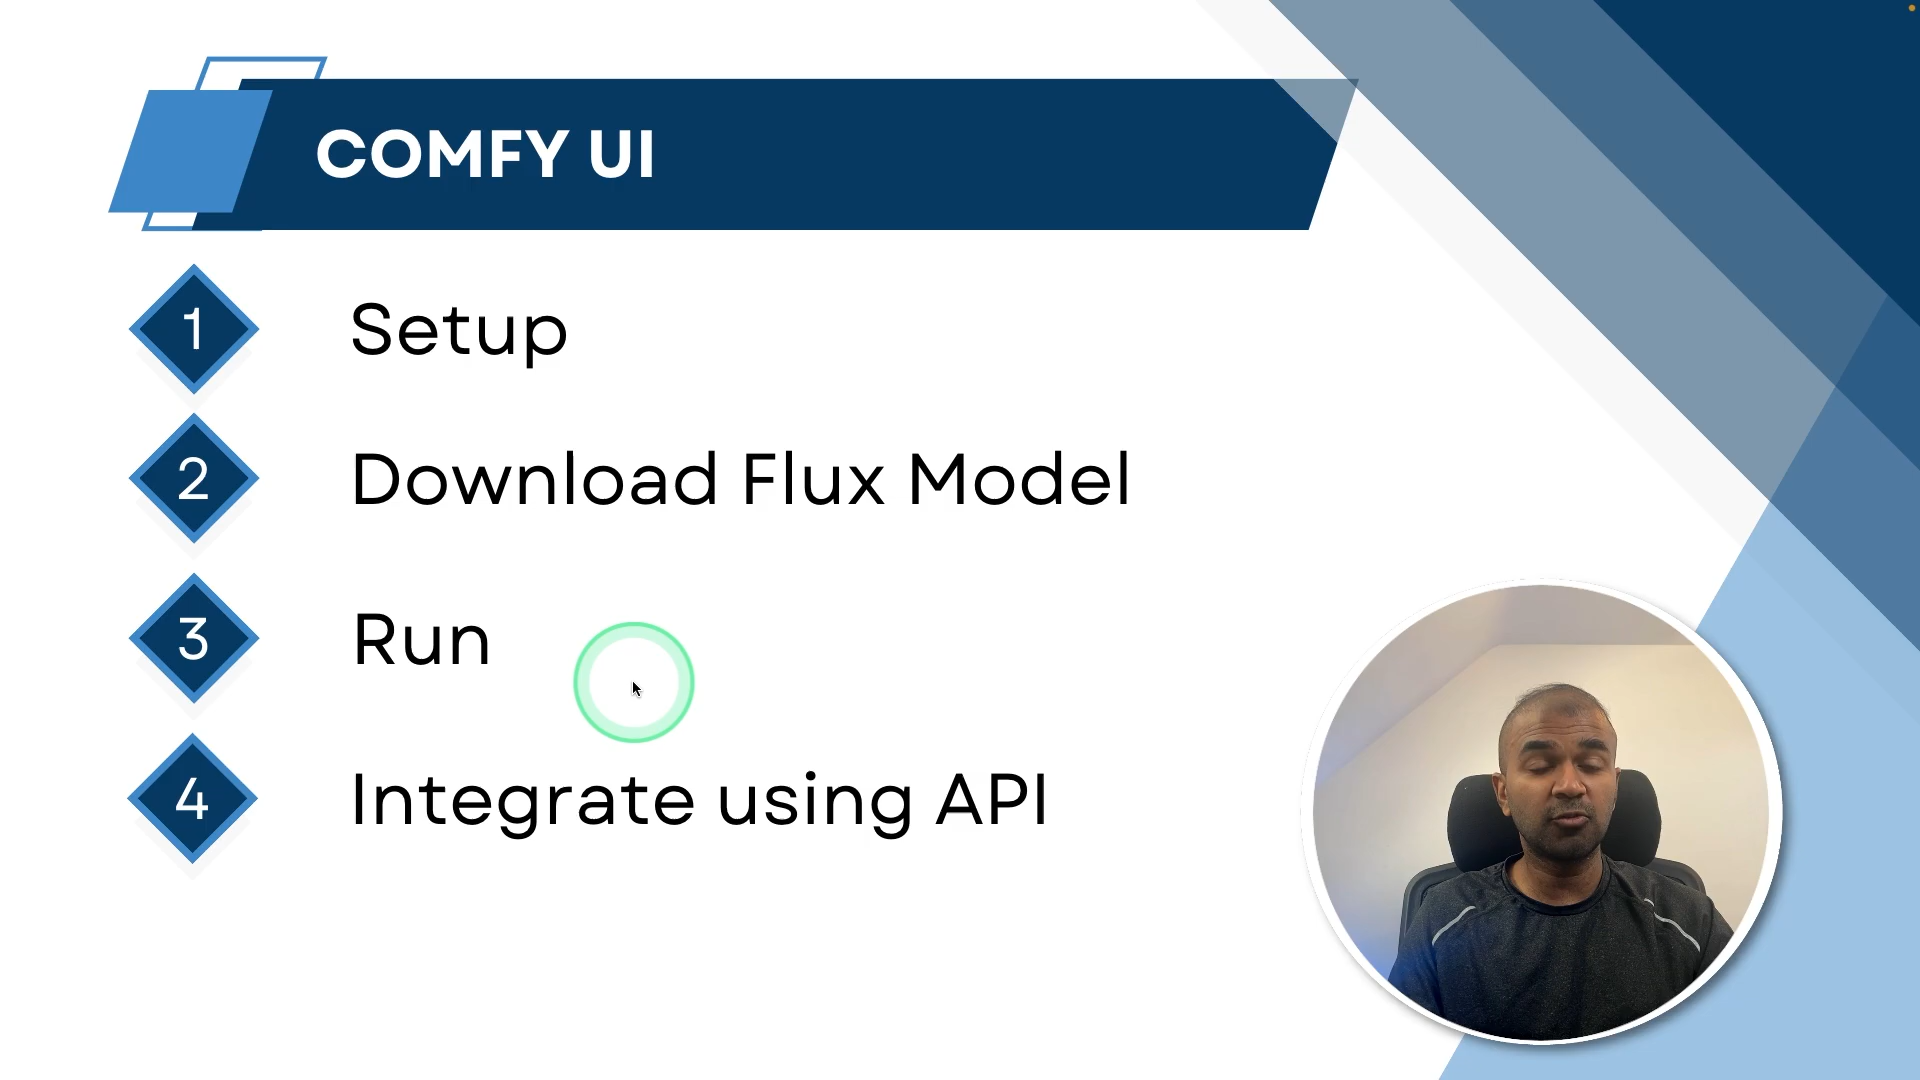 COMFY UI
1
Setup
2
Download Flux Model
3
Run
4
Integrate using API